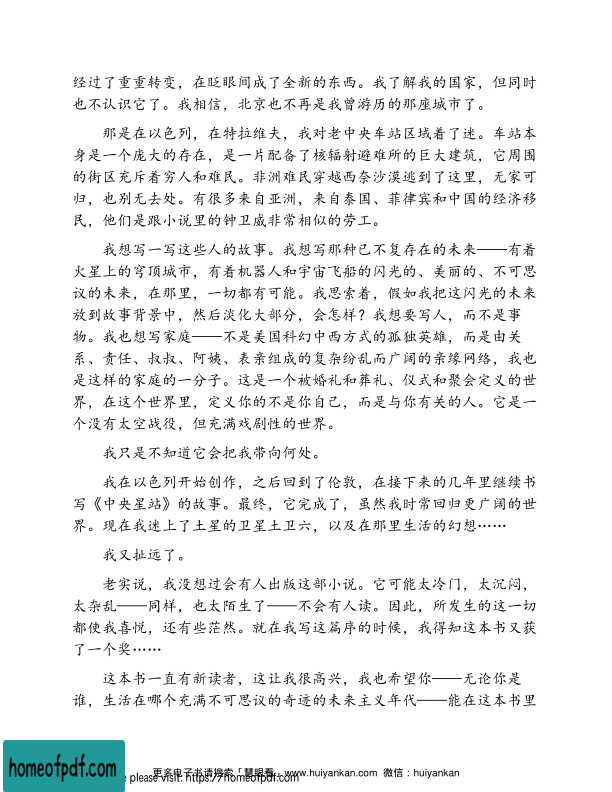 经过了重重转变，在眨眼间成了全新的东西。我了解我的国家，但同时
也不认识它了。我相信，北京也不再是我曾游历的那座城市了。
那是在以色列，在特拉维夫，我对老中央车站区域着了迷。车站本
身是一个庞大的存在，是一片配备了核辐射避难所的巨大建筑，它周围
的街区充斥着穷人和难民。非洲难民穿越西奈沙漠逃到了这里，无家可
归，也别无去处。有很多来自亚洲，来自泰国、菲律宾和中国的经济移
民，他们是跟小说里的钟卫威非常相似的劳工。
我想写一写这些人的故事。我想写那种已不复存在的未来——有着
火星上的穹顶城市，有着机器人和宇宙飞船的闪光的、美丽的、不可思
议的未来，在那里，一切都有可能。我思索着，假如我把这闪光的未来
放到故事背景中，然后淡化大部分，会怎样？我想要写人，而不是事
物。我也想写家庭——不是美国科幻中西方式的孤独英雄，而是由关
系、责任、叔叔、阿姨、表亲组成的复杂纷乱而广阔的亲缘网络，我也
是这样的家庭的一分子。这是一个被婚礼和葬礼、仪式和聚会定义的世
界，在这个世界里，定义你的不是你自己，而是与你有关的人。它是一
个没有太空战役，但充满戏剧性的世界。
我只是不知道它会把我带向何处。
我在以色列开始创作，之后回到了伦敦，在接下来的几年里继续书
写《中央星站》的故事。最终，它完成了，虽然我时常回归更广阔的世
界。现在我迷上了土星的卫星土卫六，以及在那里生活的幻想……
我又扯远了。
老实说，我没想过会有人出版这部小说。它可能太冷门，太沉闷，
太杂乱——同样，也太陌生了——不会有人读。因此，所发生的这一切
都使我喜悦，还有些茫然。就在我写这篇序的时候，我得知这本书又获
了一个奖……
这本书一直有新读者，这让我很高兴，我也希望你——无论你是
谁，生活在哪个充满不可思议的奇迹的未来主义年代——能在这本书里
homeofpdf.com
更多电子书请搜索「慧眼看」www.huiyankan.com 微信：huiyankan
please visit: https://homeofpdf.com